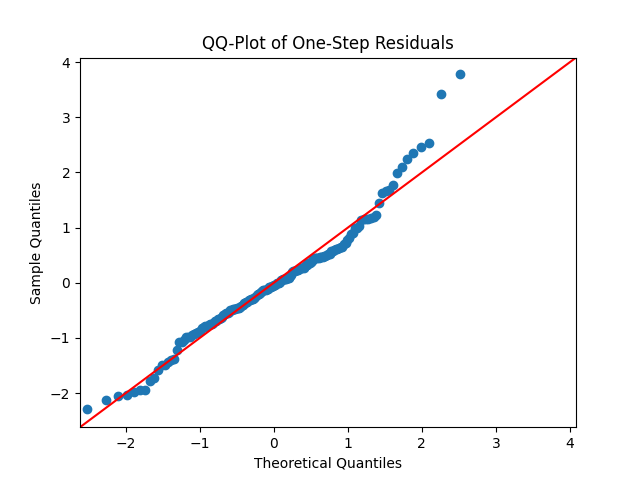 QQ-Plot of One-Step Residuals
4
3
2
1
0
−1
−2
Sample Quantiles
−2 −1 0 1 2 3 4
Theoretical Quantiles